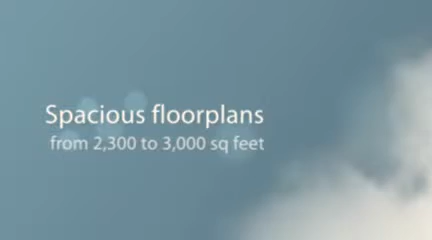 Spacious floorplans
from 2,300 to 3,000 sq feet